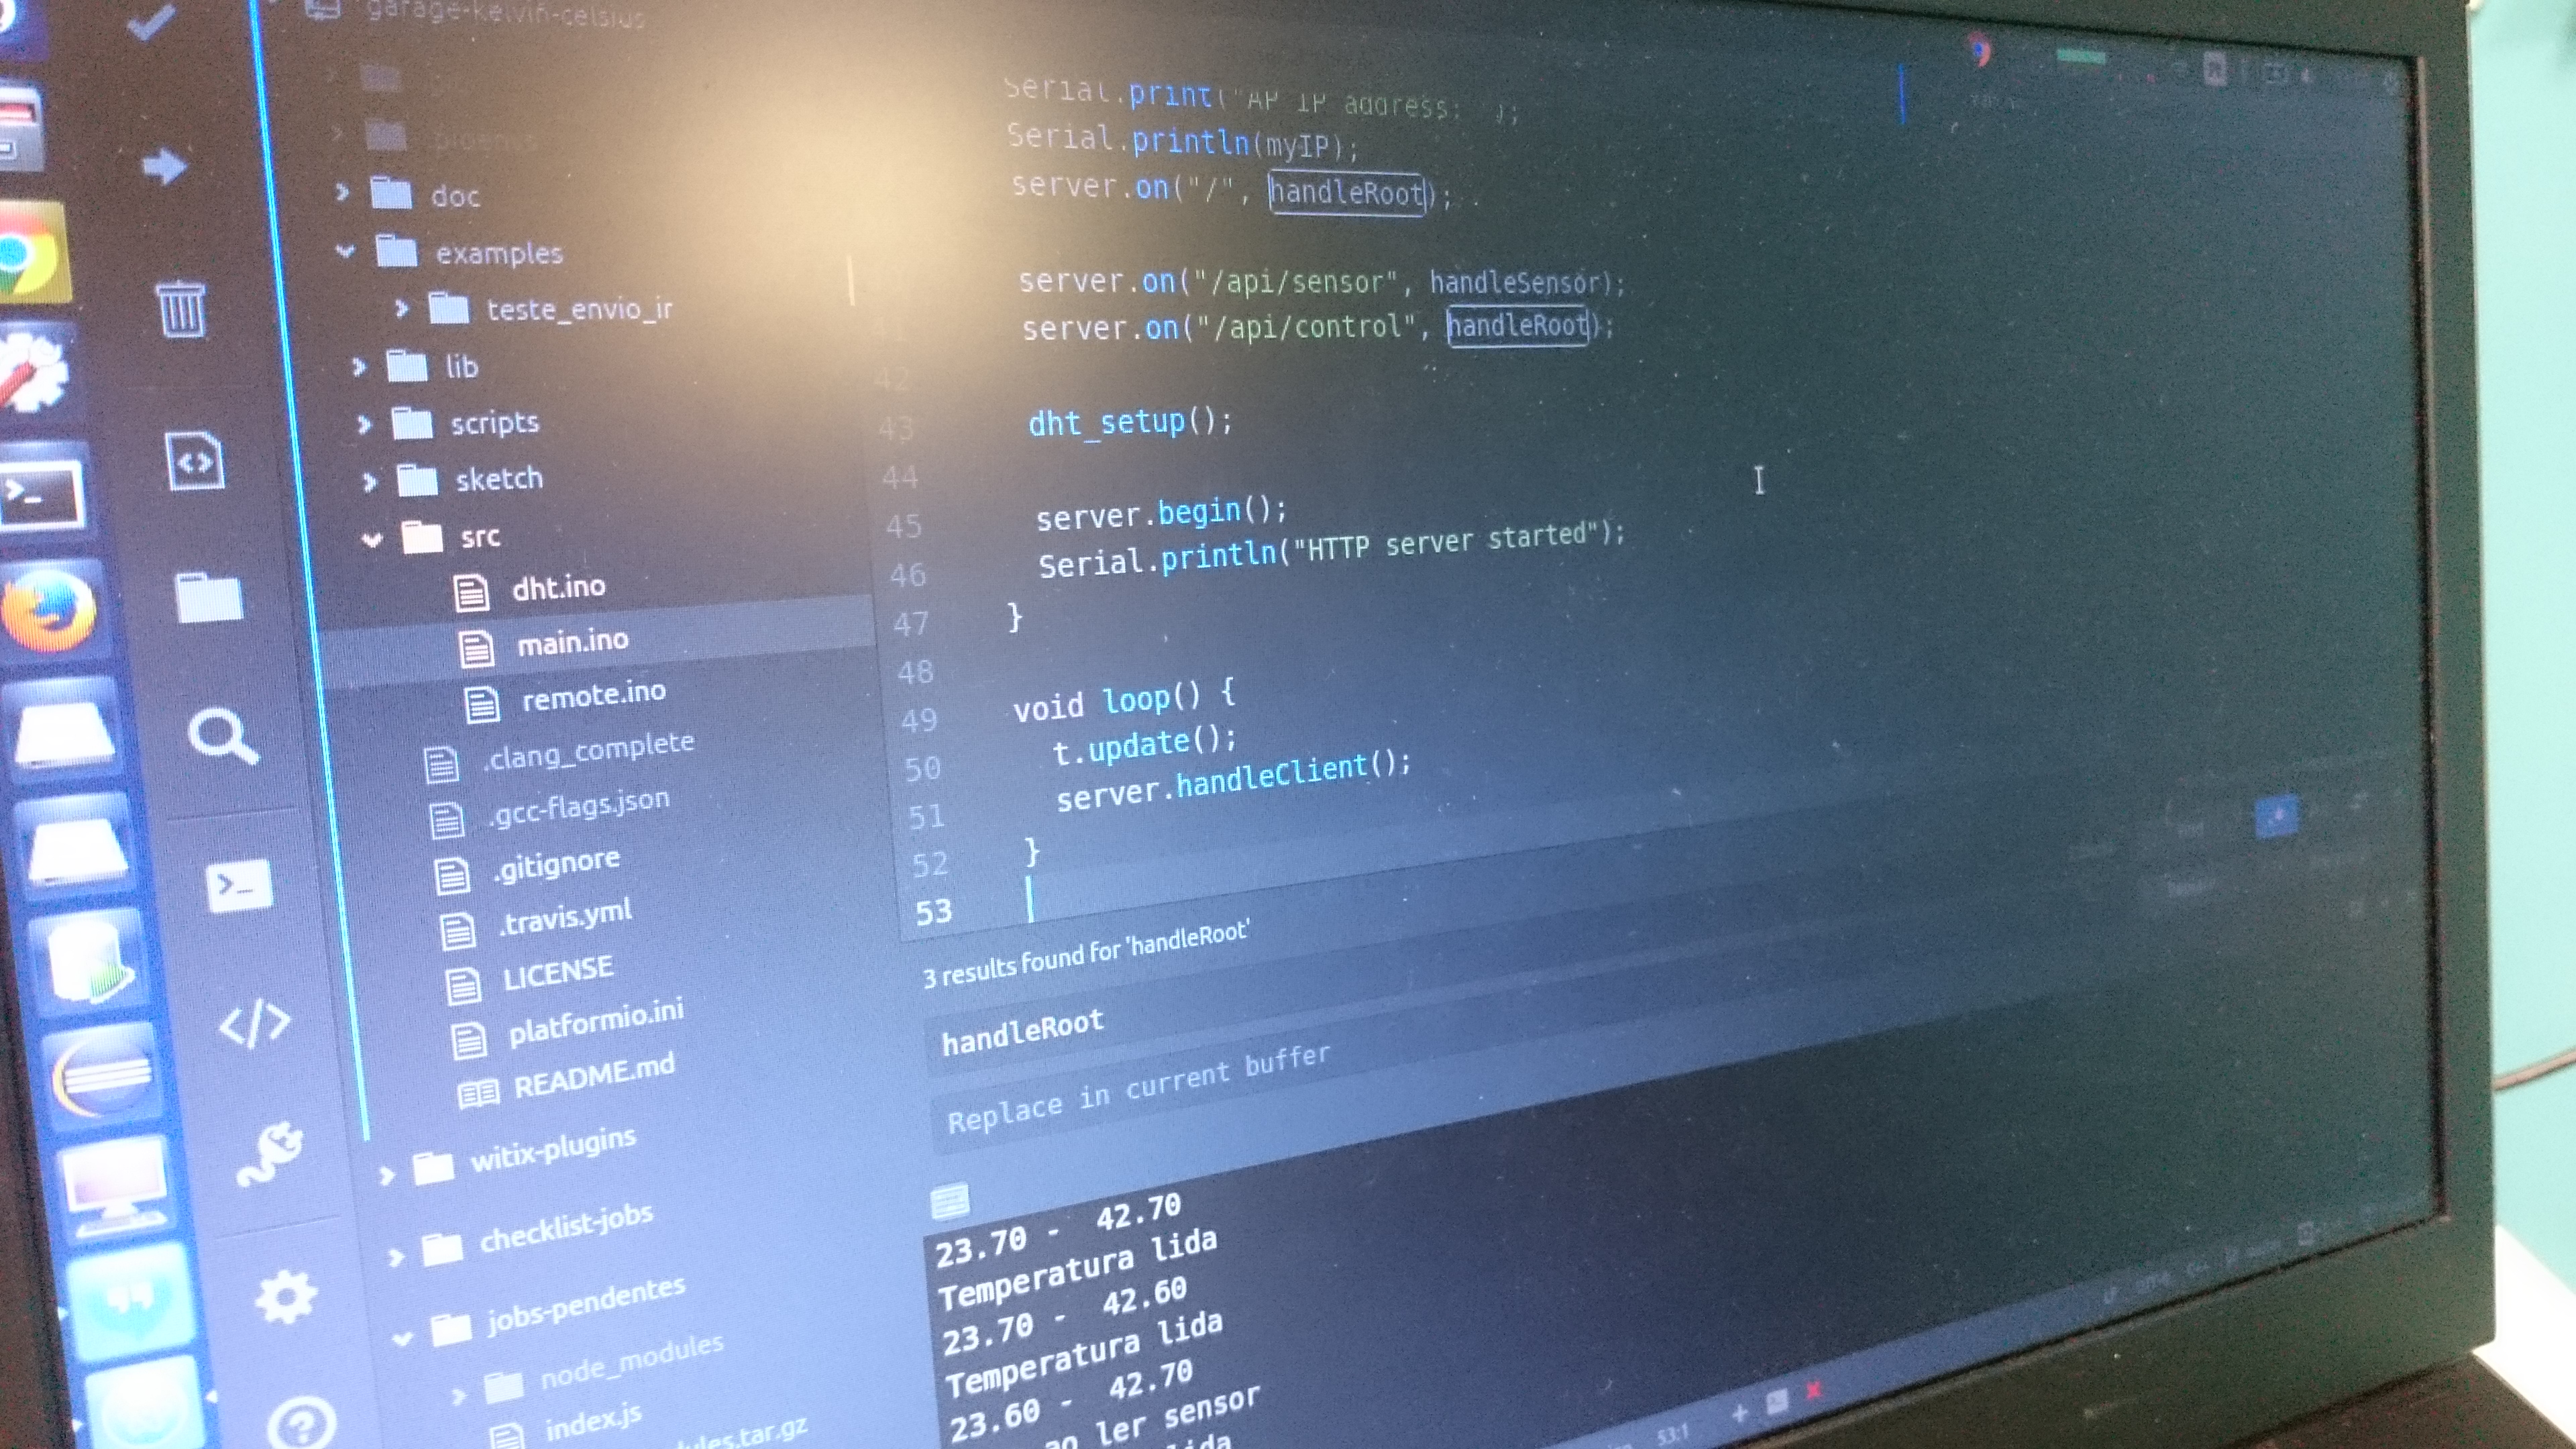 garage-kelvin-celsius
doc
examples
teste_envio_ir
lib
scripts
sketch
src
dht.ino
main.ino
remote.ino
.clang_complete
.gcc-flags.json
.gitignore
.travis.yml
LICENSE
platformio.ini
README.md
witix-plugins
checklist-jobs
jobs-pendentes
node_modules
index.js
.tar.gz
Serial.print("AP IP address: ");
Serial.println(myIP);
server.on("/", handleRoot);
server.on("/api/sensor", handleSensor);
server.on("/api/control", handleRoot);
42
43 dht_setup();
44
45 server.begin();
46 Serial.println("HTTP server started");
47 }
48
49 void loop() {
50 t.update();
51 server.handleClient();
52 }
53
3 results found for 'handleRoot'
handleRoot
Replace in current buffer
23.70 - 42.70
Temperatura lida
23.70 - 42.60
Temperatura lida
23.60 - 42.70
ao ler sensor
lida
53:1